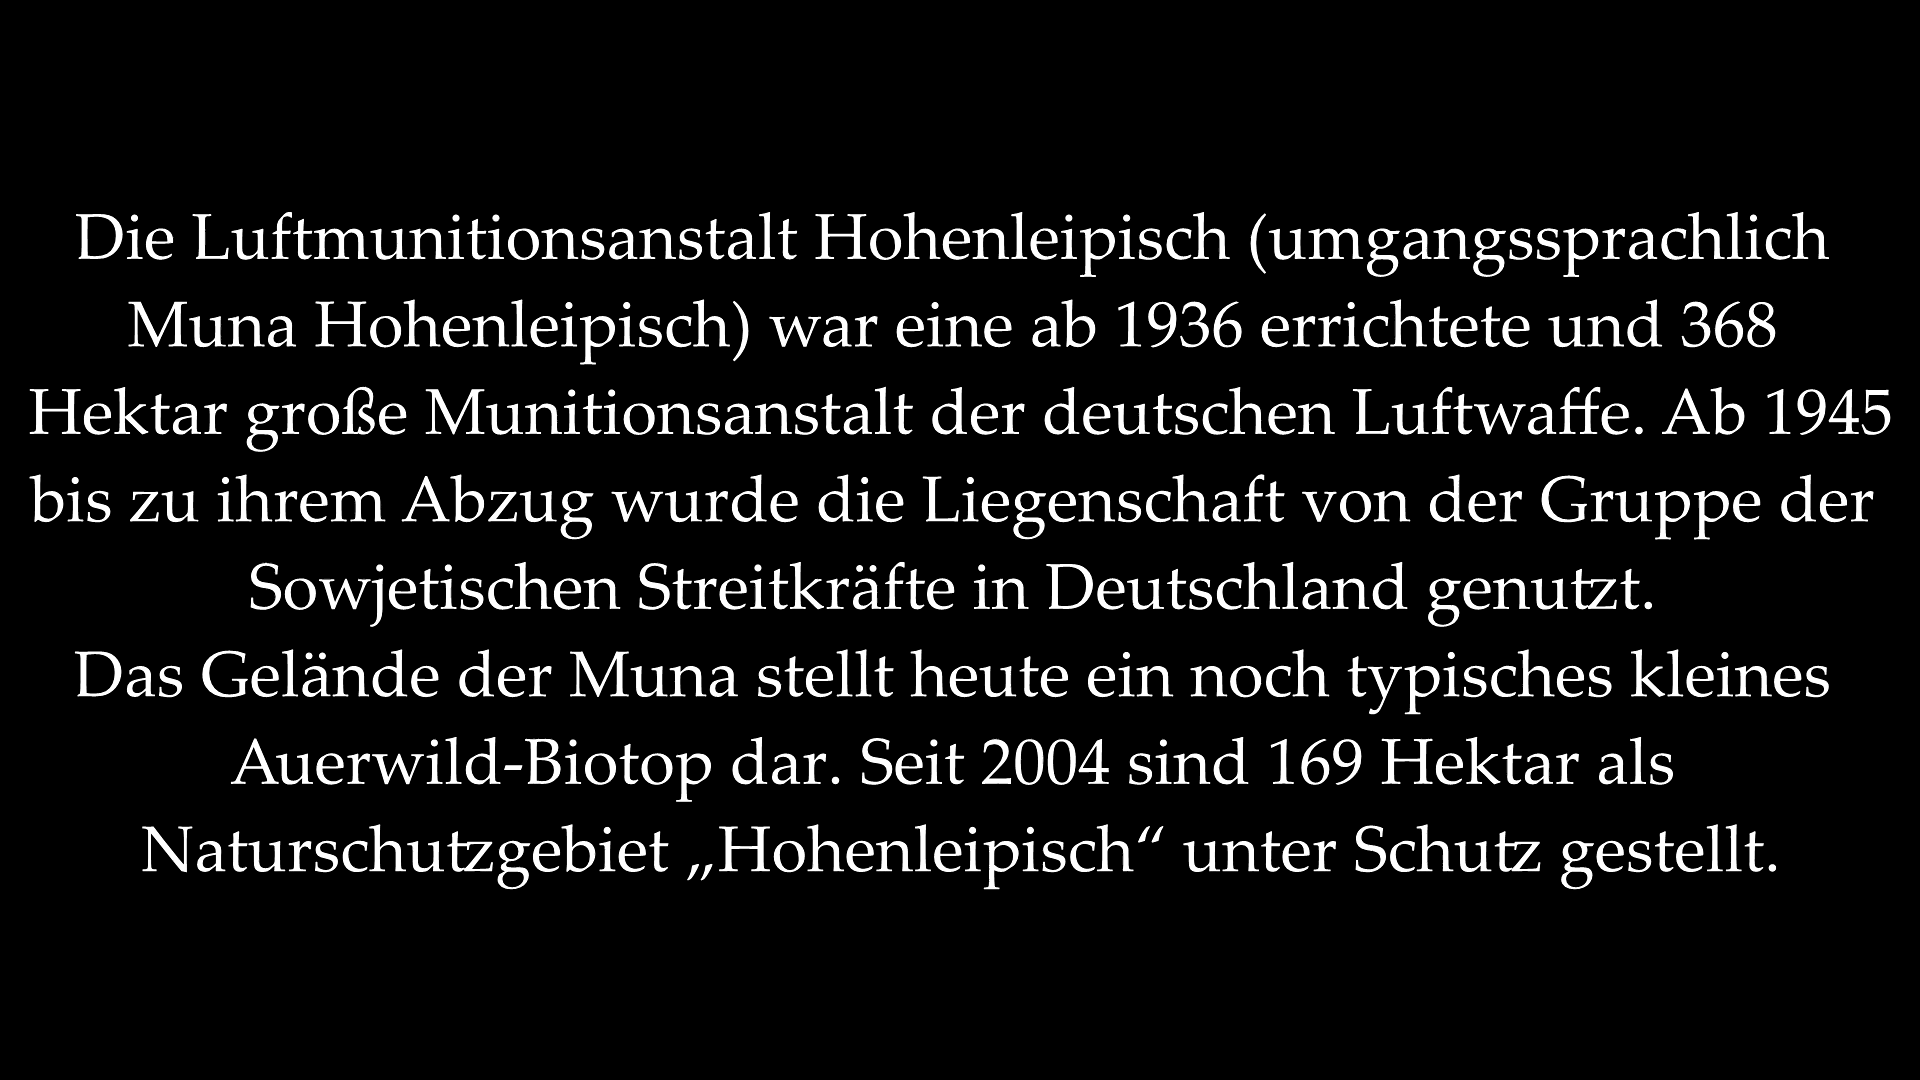 Die Luftmunitionsanstalt Hohenleipisch (umgangssprachlich
Muna Hohenleipisch) war eine ab 1936 errichtete und 368
Hektar große Munitionsanstalt der deutschen Luftwaffe. Ab 1945
bis zu ihrem Abzug wurde die Liegenschaft von der Gruppe der
Sowjetischen Streitkräfte in Deutschland genutzt.
Das Gelände der Muna stellt heute ein noch typisches kleines
Auerwild-Biotop dar. Seit 2004 sind 169 Hektar als
Naturschutzgebiet „Hohenleipisch“ unter Schutz gestellt.